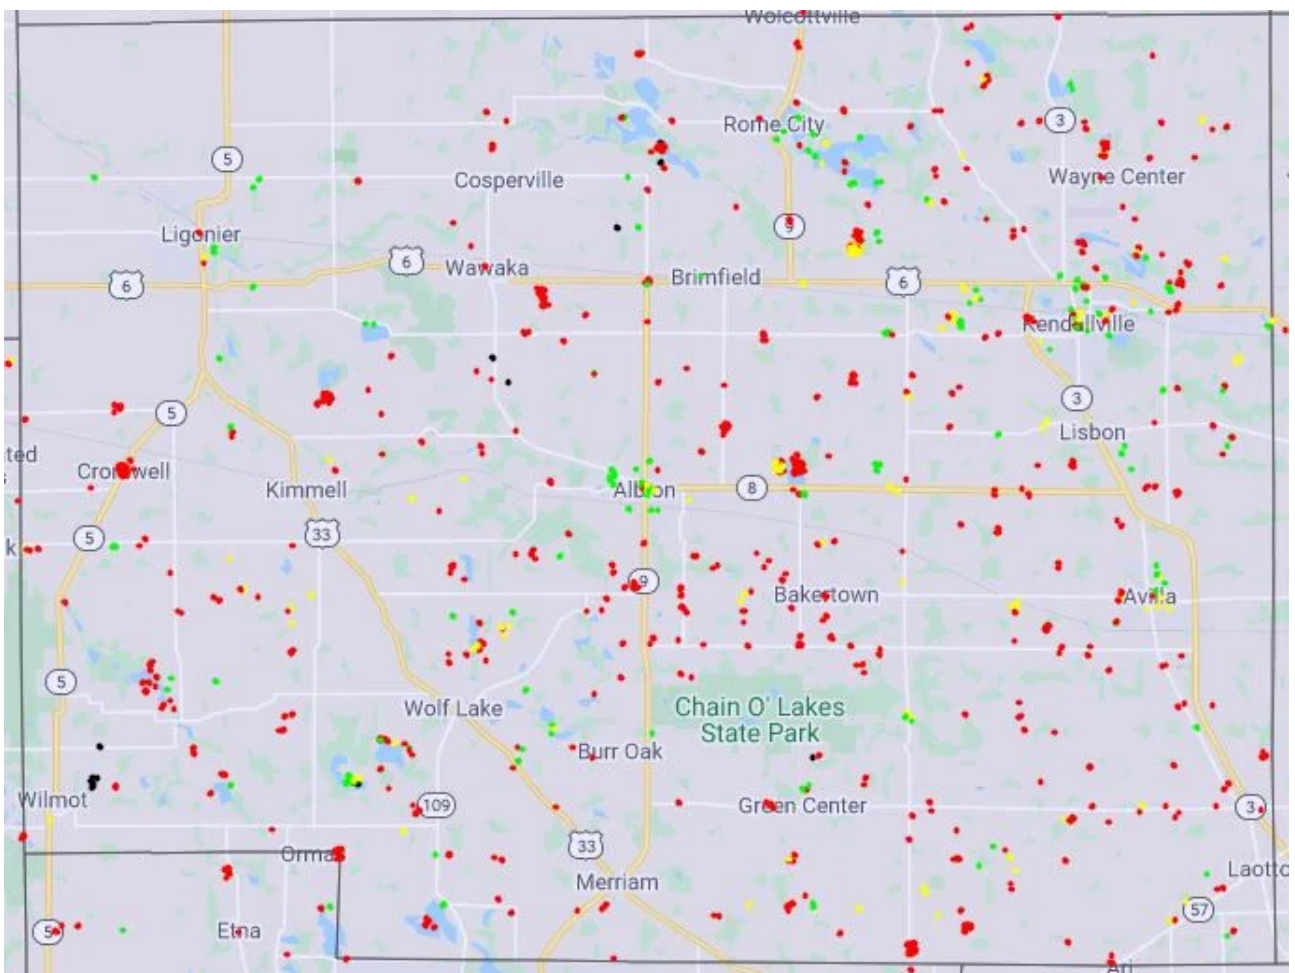 Wolcottville
3
Rome City
5
Wayne Center
Cosperville
9
Ligonier
6
Wawaka
Brimfield
6
6
Kendallville
3
5
Lisbon
ted
Cromwell
Kimmell
Albion
8
33
5
k
9
Bakertown
Avilla
5
Chain O' Lakes
State Park
Wolf Lake
Burr Oak
Wilmot
109
Green Center
3
33
Orma
Laotto
Merriam
57
5
Etna
Ari